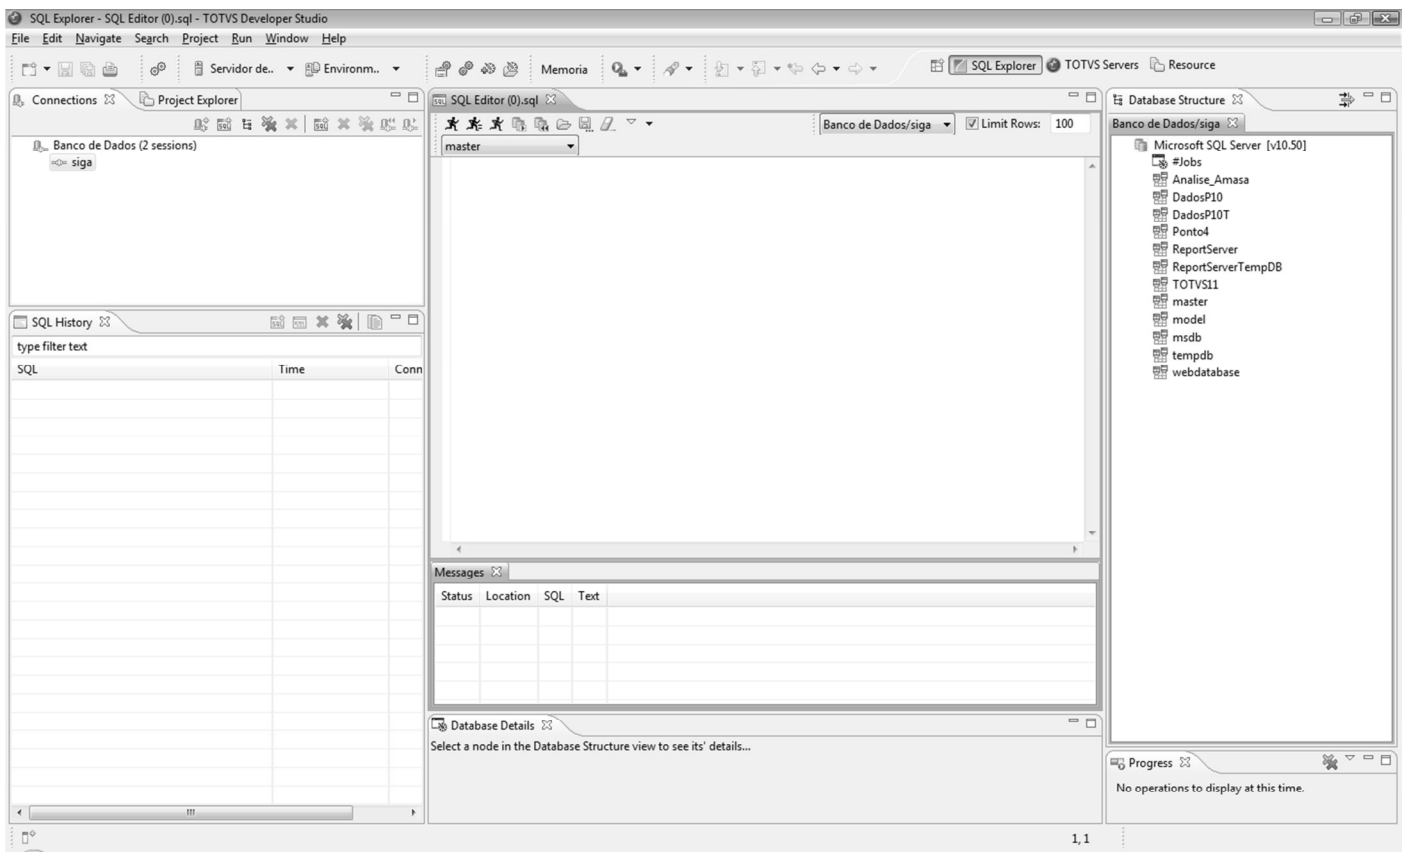 SQL Explorer - SQL Editor (0).sql - TOTVS Developer Studio
File Edit Navigate Search Project Run Window Help
Servidor de.. Environm.. Memoria SQL Explorer TOTVS Servers Resource
Connections Project Explorer
Banco de Dados (2 sessions)
siga
SQL History
type filter text
SQL Time Conn
SQL Editor (0).sql
Banco de Dados/siga Limit Rows: 100
master
Messages
Status Location SQL Text
Database Details
Select a node in the Database Structure view to see its' details...
Database Structure
Banco de Dados/siga
Microsoft SQL Server [v10.50]
#Jobs
Analise_Amasa
DadosP10
DadosP10T
Ponto4
ReportServer
ReportServerTempDB
TOTVS11
master
model
msdb
tempdb
webdatabase
Progress
No operations to display at this time.
1,1